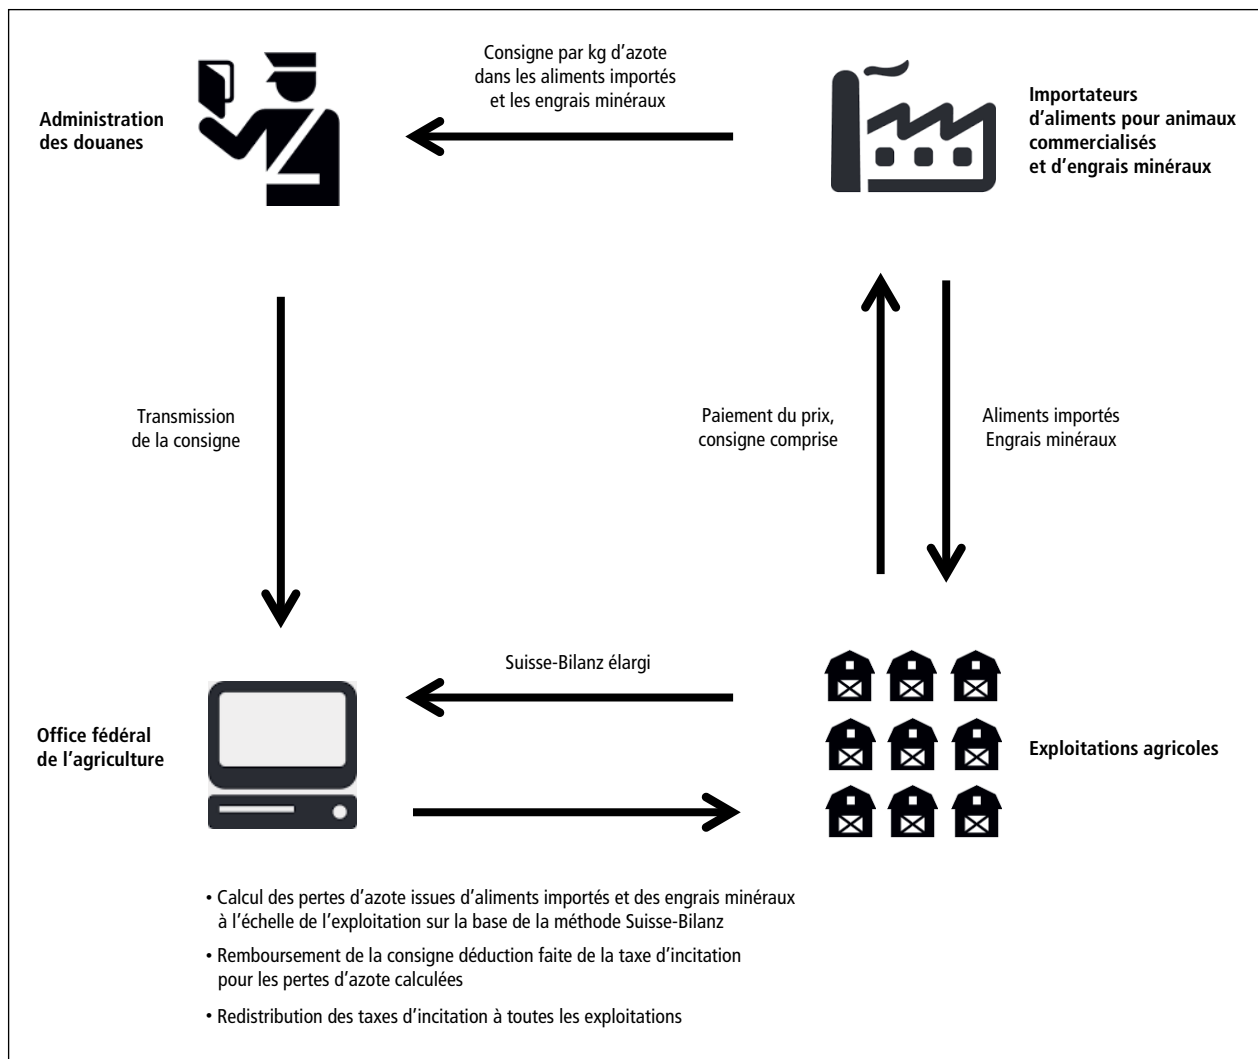 Consigne par kg d’azote
dans les aliments importés
et les engrais minéraux
Administration
des douanes
Importateurs
d’aliments pour animaux
commercialisés
et d’engrais minéraux
Transmission
de la consigne
Paiement du prix,
consigne comprise
Aliments importés
Engrais minéraux
Suisse-Bilanz élargi
Office fédéral
de l’agriculture
Exploitations agricoles
• Calcul des pertes d’azote issues d’aliments importés et des engrais minéraux
à l’échelle de l’exploitation sur la base de la méthode Suisse-Bilanz
• Remboursement de la consigne déduction faite de la taxe d’incitation
pour les pertes d’azote calculées
• Redistribution des taxes d’incitation à toutes les exploitations